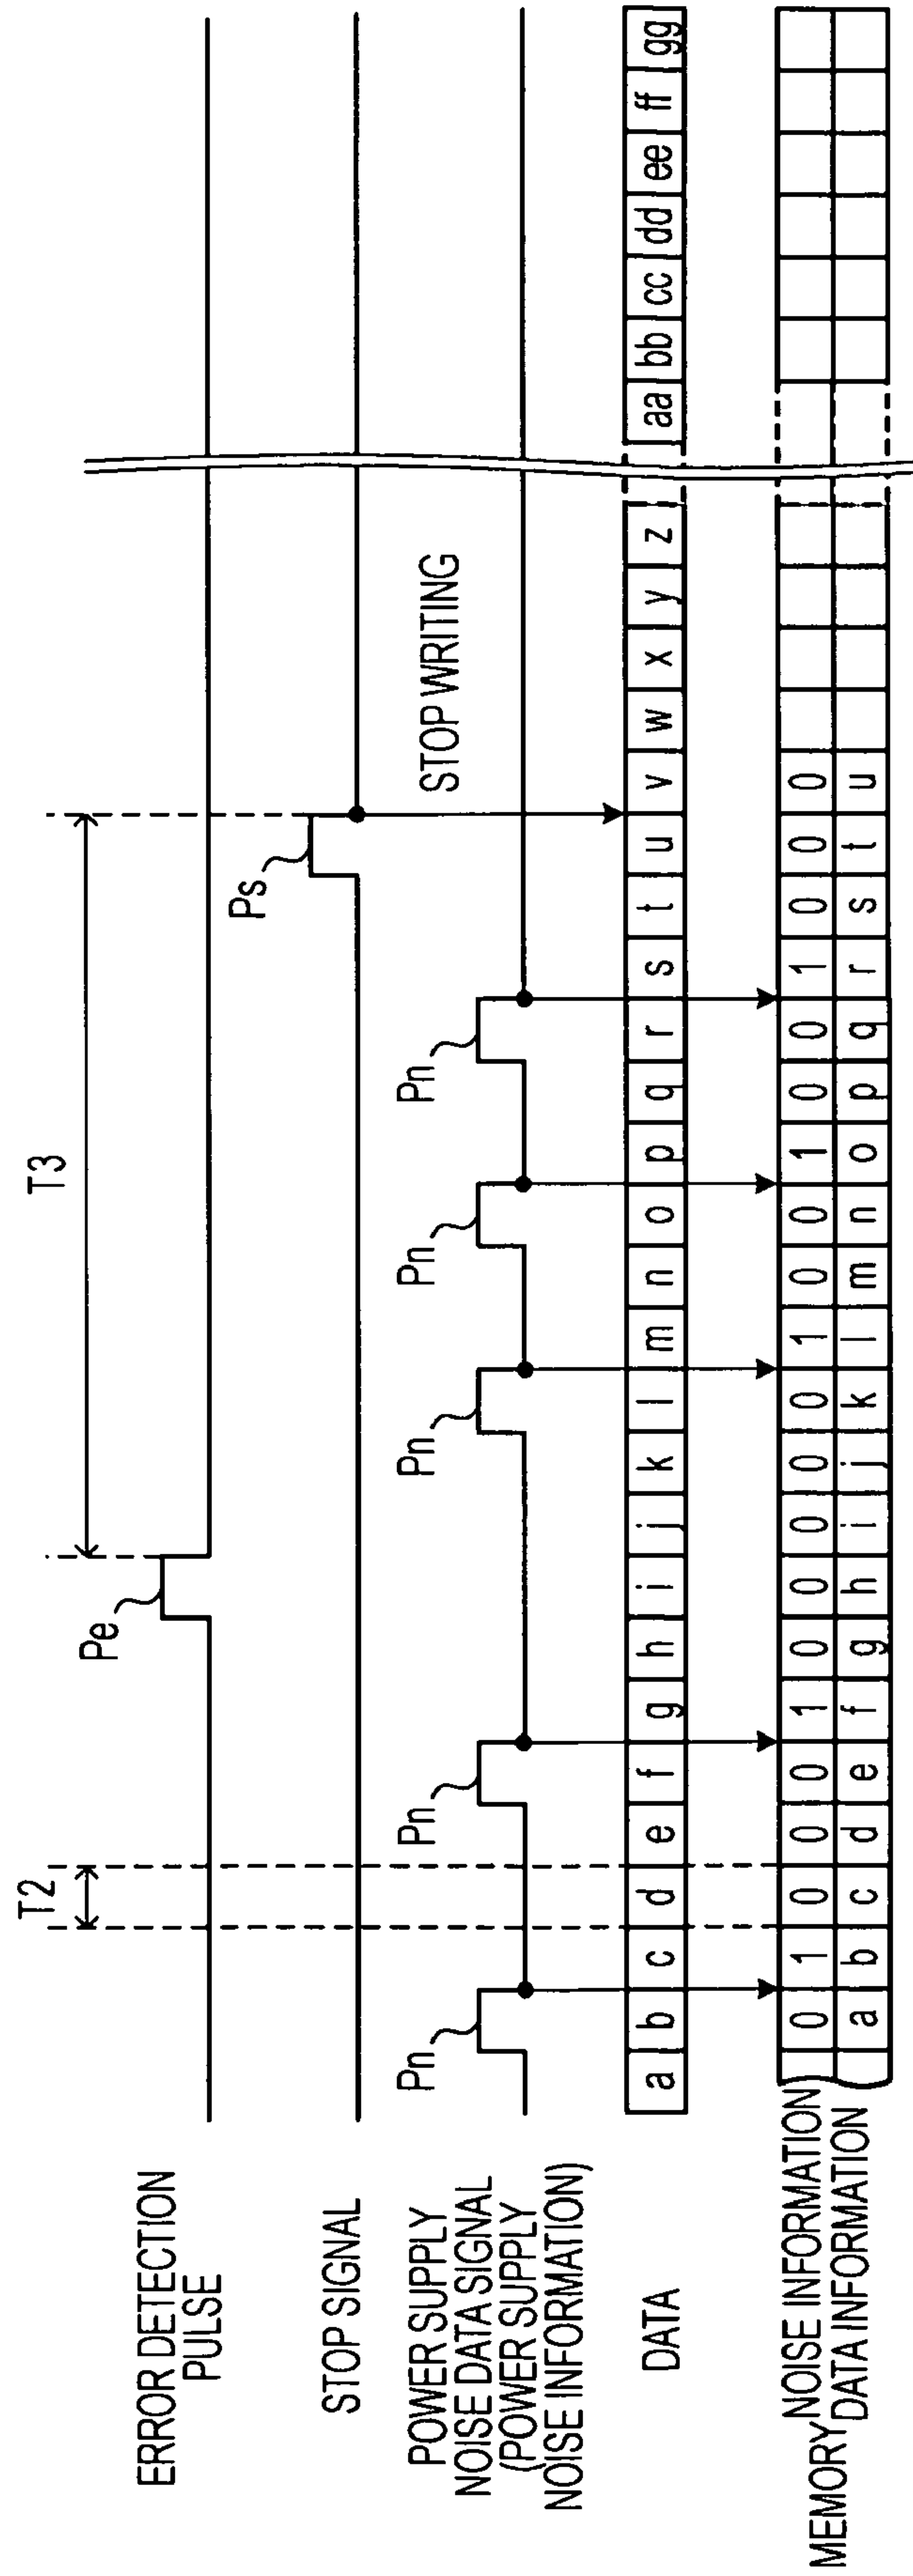 T2
T3
ERROR DETECTION
PULSE
Pe
STOP SIGNAL
Ps
POWER SUPPLY
NOISE DATA SIGNAL
(POWER SUPPLY
NOISE INFORMATION)
Pn
Pn
Pn
Pn
Pn
STOP WRITING
DATA
a b c d e f g h i j k l m n o p q r s t u v w x y z aa bb cc dd ee ff gg
MEMORY
NOISE INFORMATION
0 1 0 0 0 1 0 0 0 0 0 1 0 0 1 0 0 1 0 0 0
DATA INFORMATION
a b c d e f g h i j k l m n o p q r s t u